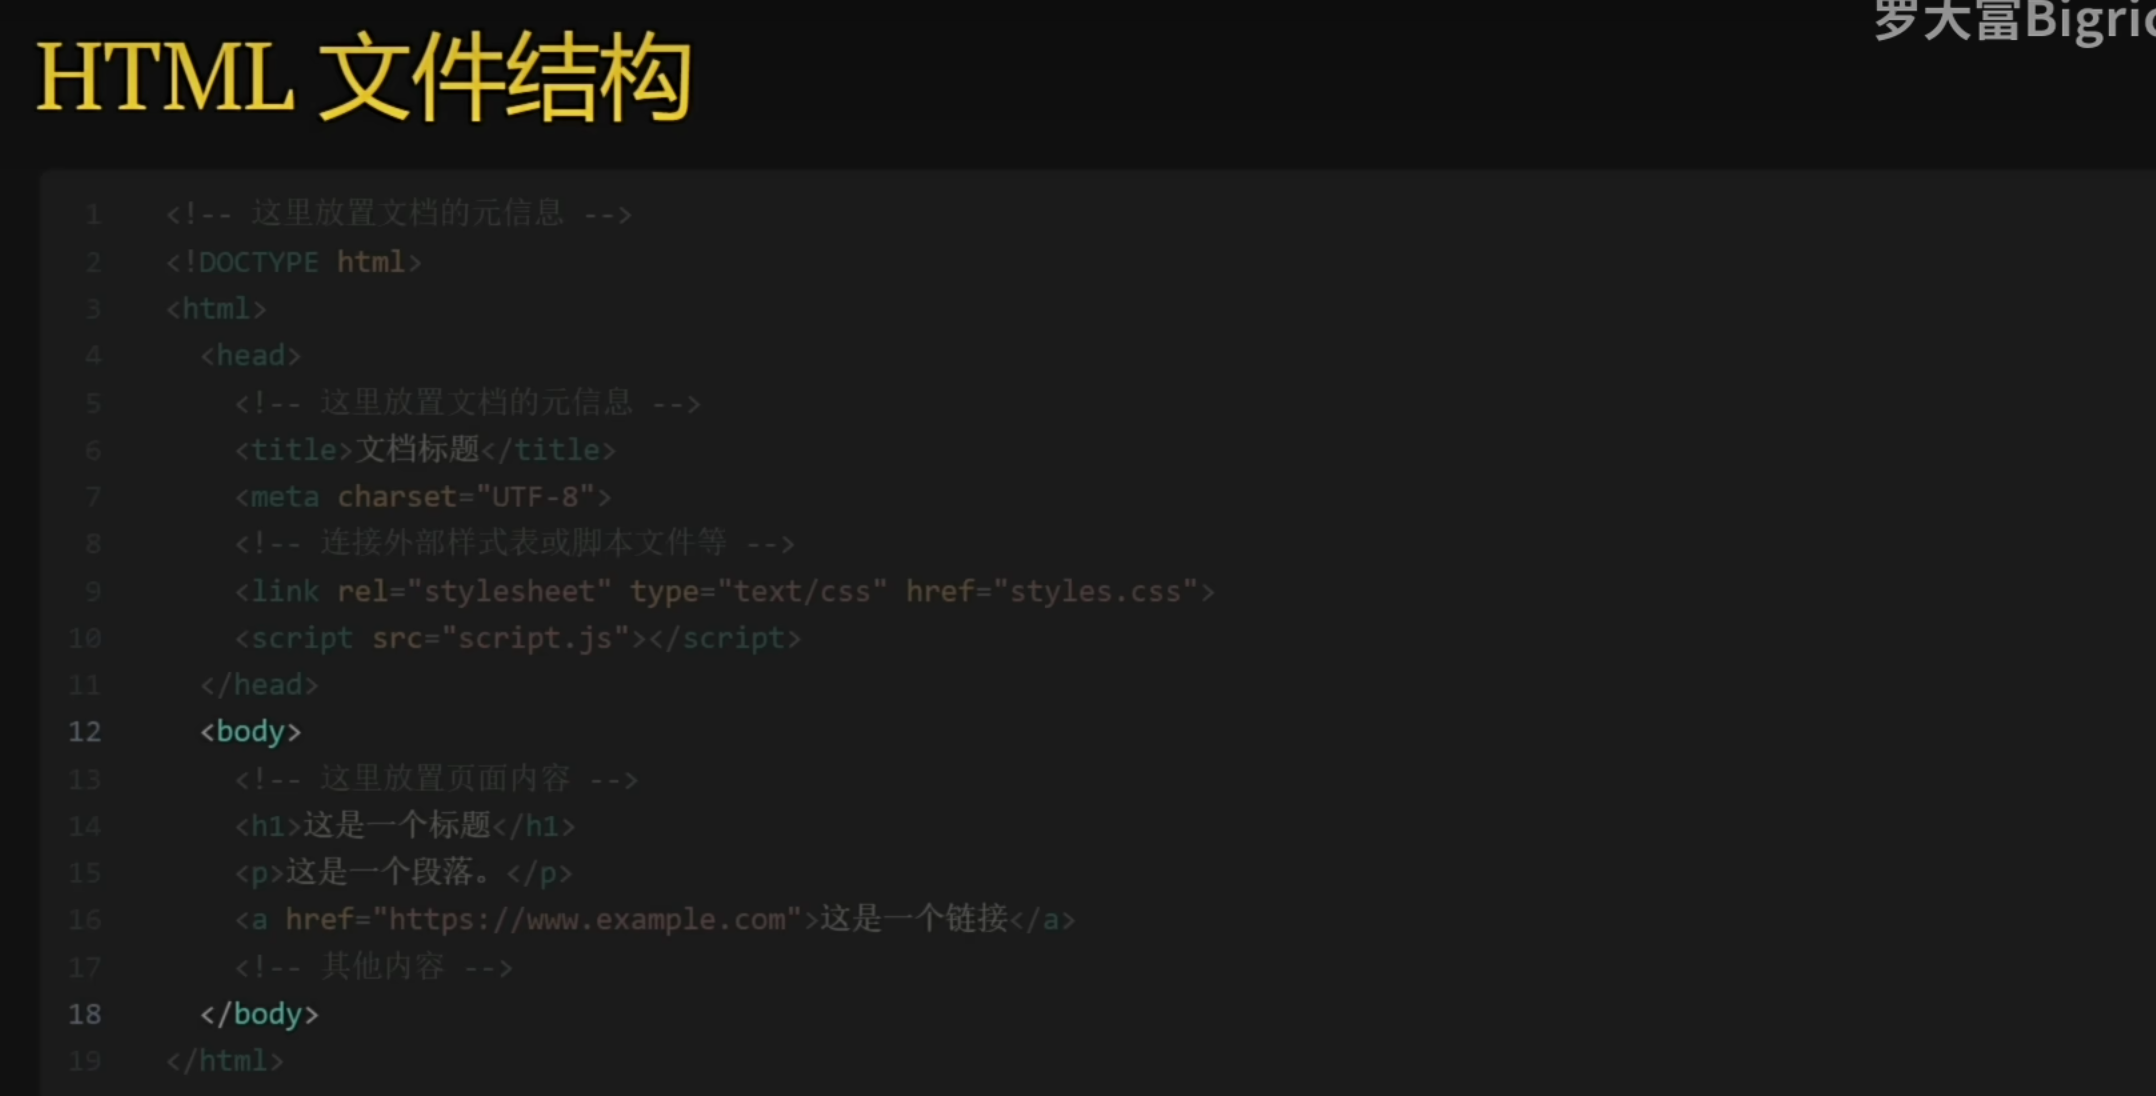 罗大富Bigric
HTML 文件结构
1 <!-- 这里放置文档的元信息 -->
2 <!DOCTYPE html>
3 <html>
4 <head>
5 <!-- 这里放置文档的元信息 -->
6 <title>文档标题</title>
7 <meta charset="UTF-8">
8 <!-- 连接外部样式表或脚本文件等 -->
9 <link rel="stylesheet" type="text/css" href="styles.css">
10 <script src="script.js"></script>
11 </head>
12 <body>
13 <!-- 这里放置页面内容 -->
14 <h1>这是一个标题</h1>
15 <p>这是一个段落。</p>
16 <a href="https://www.example.com">这是一个链接</a>
17 <!-- 其他内容 -->
18 </body>
19 </html>